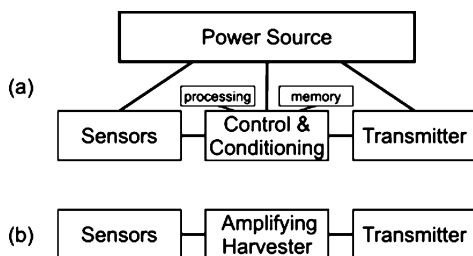 Power Source
(a)
processing memory
Sensors Control & Conditioning Transmitter
(b)
Sensors Amplifying Harvester Transmitter